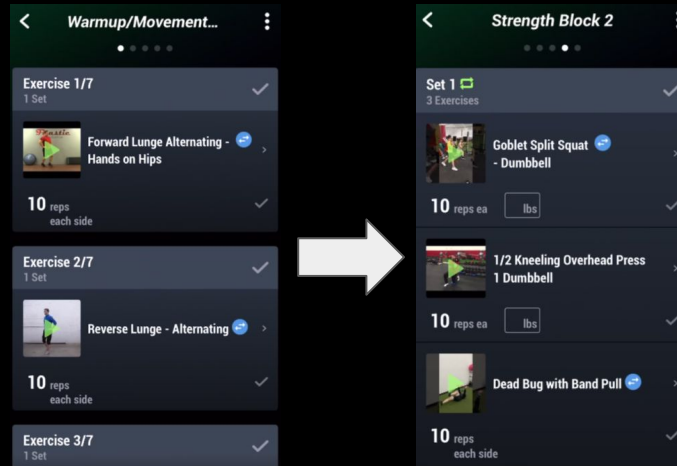 Warmup/Movement...
Exercise 1/7
1 Set
Forward Lunge Alternating -
Hands on Hips
10 reps
each side
Exercise 2/7
1 Set
Reverse Lunge - Alternating
10 reps
each side
Exercise 3/7
1 Set
Strength Block 2
Set 1
3 Exercises
Goblet Split Squat
- Dumbbell
10 reps ea lbs
1/2 Kneeling Overhead Press
1 Dumbbell
10 reps ea lbs
Dead Bug with Band Pull
10 reps
each side